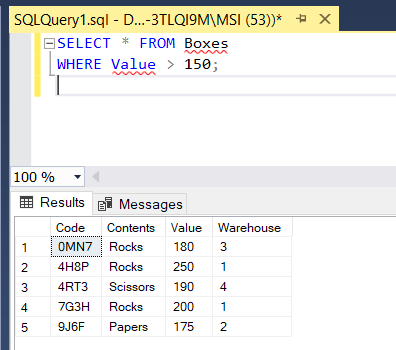 SQLQuery1.sql - D...-3TLQI9M\MSI (53))*
SELECT * FROM Boxes
WHERE Value > 150;
100 %
Results Messages
Code Contents Value Warehouse
1 0MN7 Rocks 180 3
2 4H8P Rocks 250 1
3 4RT3 Scissors 190 4
4 7G3H Rocks 200 1
5 9J6F Papers 175 2